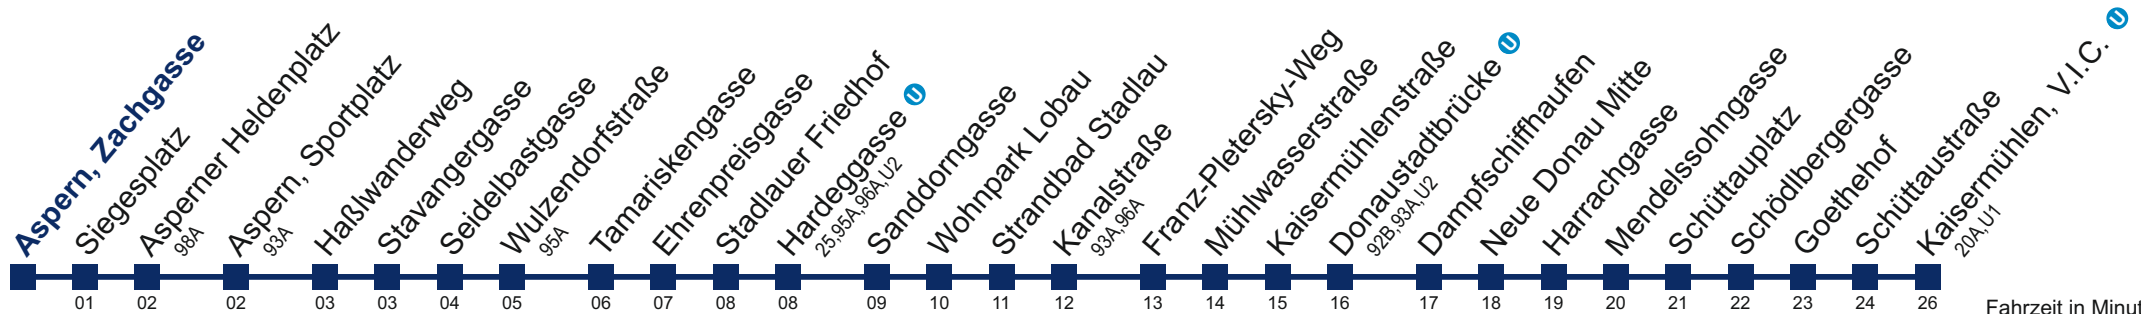 Aspern, Zachgasse
Siegesplatz
01
Asperner Heldenplatz
98A
02
Aspern, Sportplatz
93A
02
Haßlwanderweg
03
Stavangergasse
03
Seidelbastgasse
04
Wulzendorfstraße
95A
05
Tamariskengasse
06
Ehrenpreisgasse
07
Stadlauer Friedhof
08
Hardeggasse U
25,95A,96A,U2
08
Sanddorngasse
09
Wohnpark Lobau
10
Strandbad Stadlau
11
Kanalstraße
93A,96A
12
Franz-Pletersky-Weg
13
Mühlwasserstraße
14
Kaisermühlenstraße
15
Donaustadtbrücke U
92B,93A,U2
16
Dampfschiffhaufen
17
Neue Donau Mitte
18
Harrachgasse
19
Mendelssohngasse
20
Schüttauplatz
21
Schödlbergergasse
22
Goethehof
23
Schüttaustraße
24
Kaisermühlen, V.I.C. U
20A,U1
26
Fahrzeit in Minut